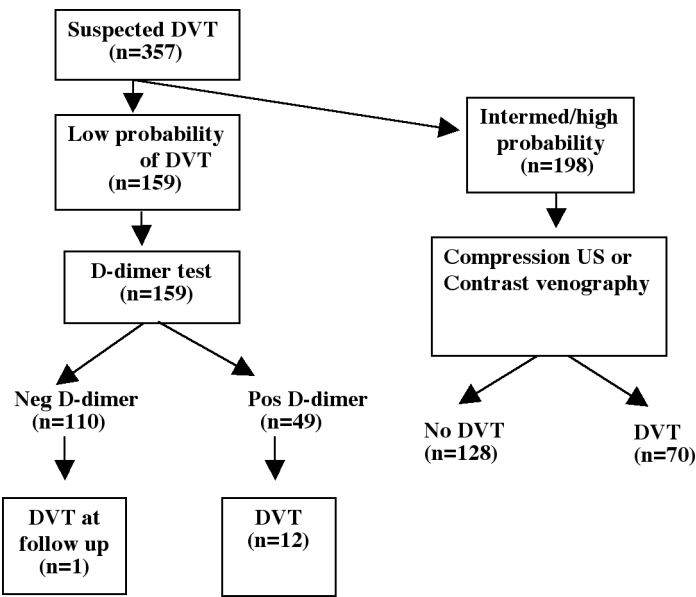 Suspected DVT
(n=357)
Low probability
of DVT
(n=159)
Intermed/high
probability
(n=198)
D-dimer test
(n=159)
Compression US or
Contrast venography
Neg D-dimer
(n=110)
Pos D-dimer
(n=49)
No DVT
(n=128)
DVT
(n=70)
DVT at
follow up
(n=1)
DVT
(n=12)